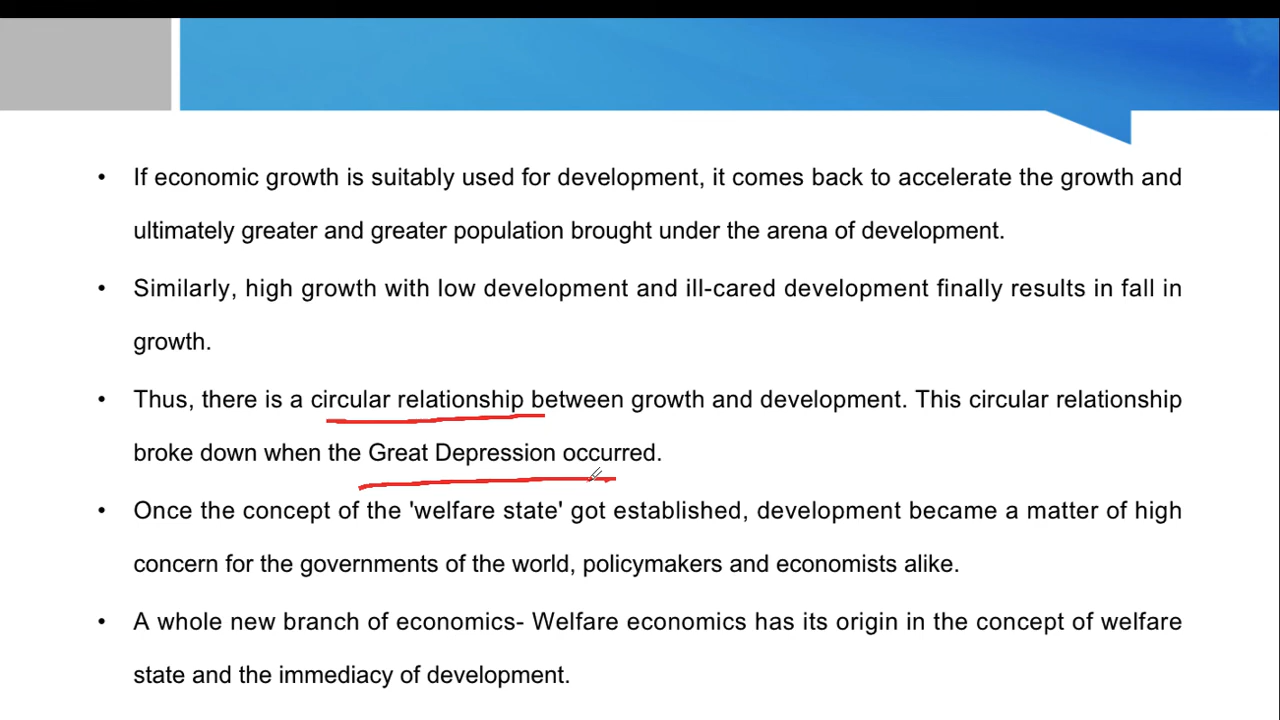 • If economic growth is suitably used for development, it comes back to accelerate the growth and
ultimately greater and greater population brought under the arena of development.
• Similarly, high growth with low development and ill-cared development finally results in fall in
growth.
• Thus, there is a circular relationship between growth and development. This circular relationship
broke down when the Great Depression occurred.
• Once the concept of the 'welfare state' got established, development became a matter of high
concern for the governments of the world, policymakers and economists alike.
• A whole new branch of economics- Welfare economics has its origin in the concept of welfare
state and the immediacy of development.